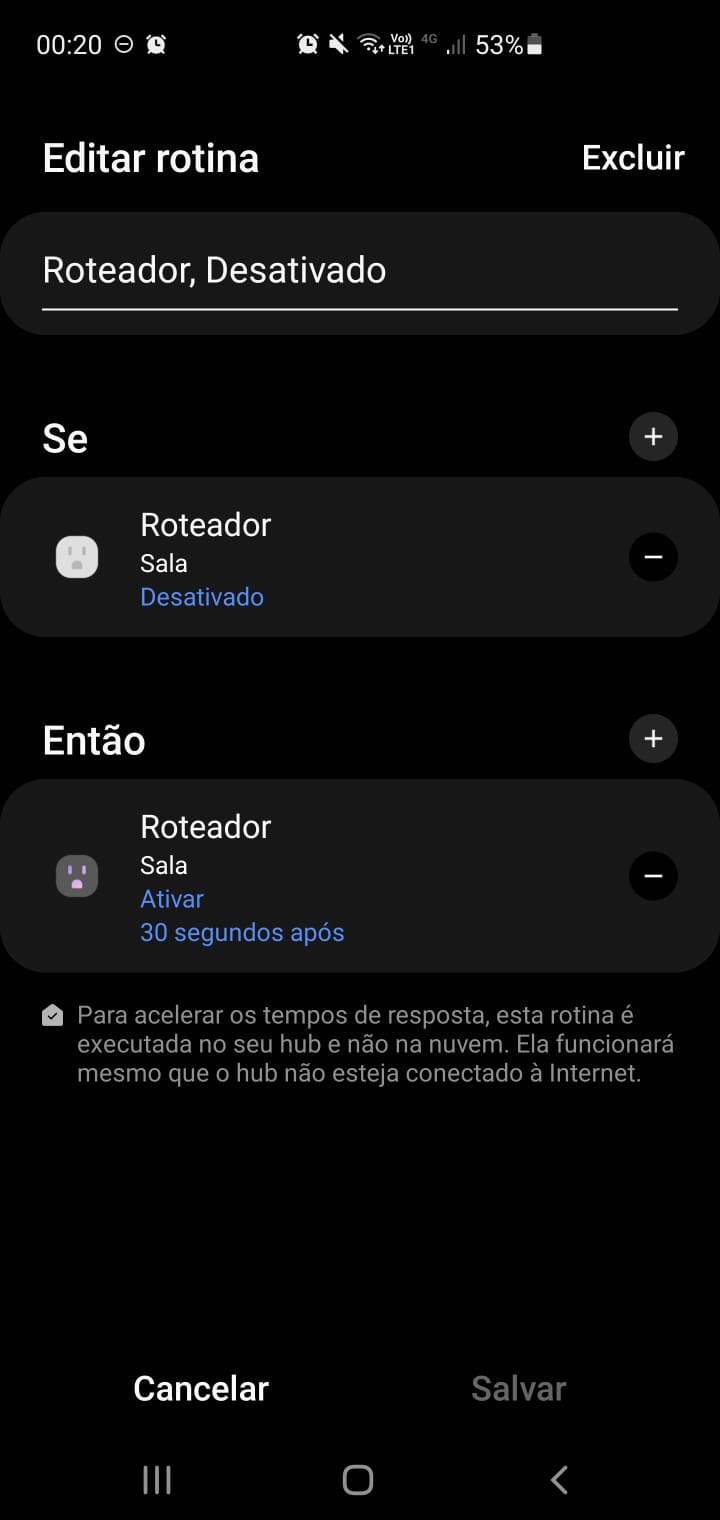 00:20 Vo)) LTE1 4G 53%
Editar rotina
Excluir
Roteador, Desativado
Se
Roteador
Sala
Desativado
Então
Roteador
Sala
Ativar
30 segundos após
Para acelerar os tempos de resposta, esta rotina é
executada no seu hub e não na nuvem. Ela funcionará
mesmo que o hub não esteja conectado à Internet.
Cancelar
Salvar